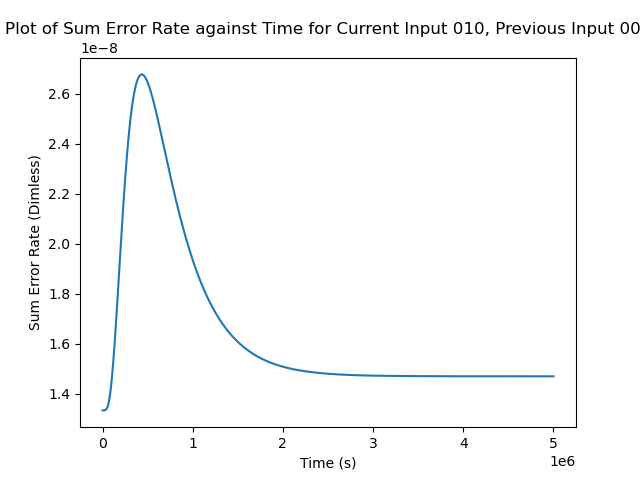 Plot of Sum Error Rate against Time for Current Input 010, Previous Input 00
1e−8
2.6
2.4
2.2
2.0
1.8
1.6
1.4
Sum Error Rate (Dimless)
0 1 2 3 4 5
1e6
Time (s)